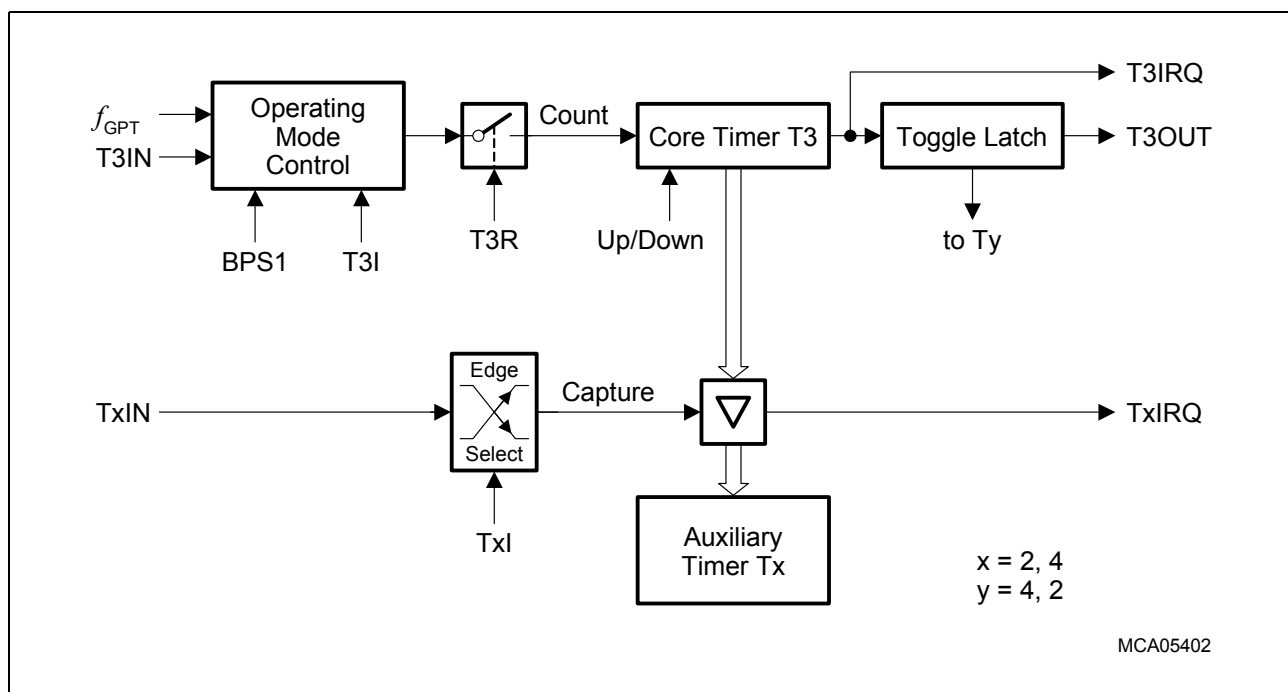 f GPT
T3IN
Operating
Mode
Control
BPS1
T3I
T3R
Count
Core Timer T3
Up/Down
Toggle Latch
to Ty
T3IRQ
T3OUT
TxIN
Edge
Select
TxI
Capture
TxIRQ
Auxiliary
Timer Tx
x = 2, 4
y = 4, 2
MCA05402